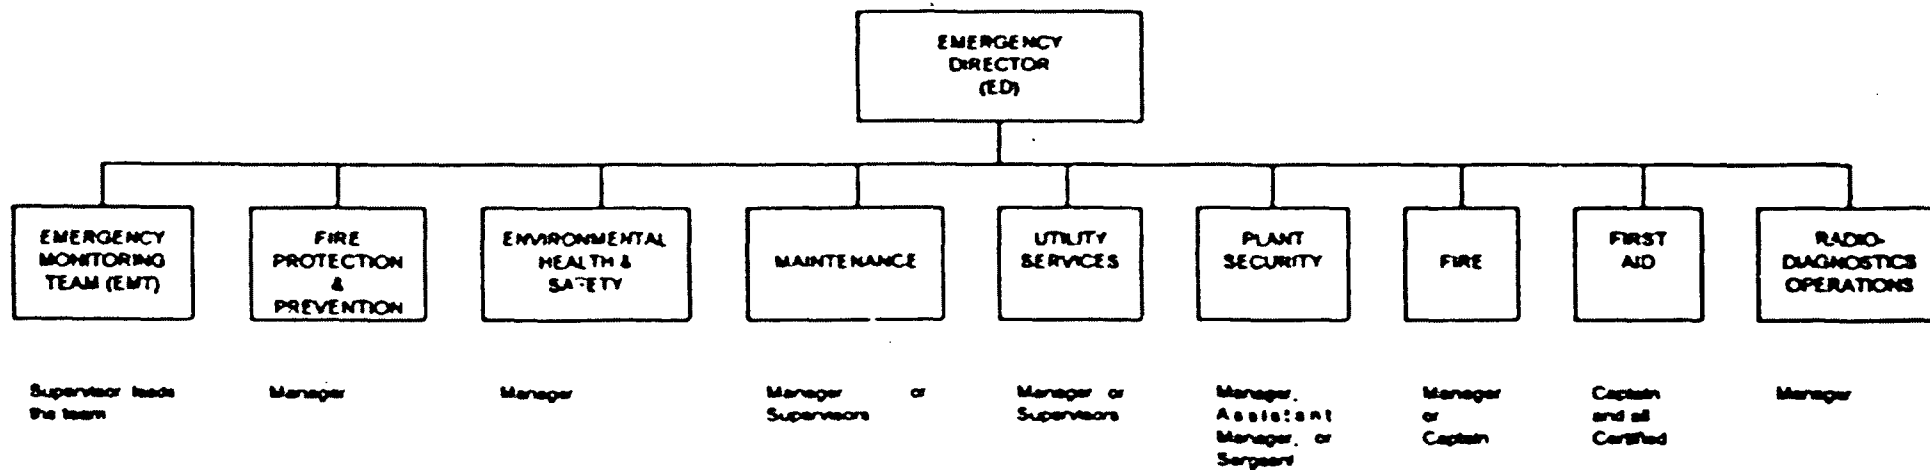 EMERGENCY
DIRECTOR
(ED)
EMERGENCY
MONITORING
TEAM (EMT)
FIRE
PROTECTION
&
PREVENTION
ENVIRONMENTAL
HEALTH &
SAFETY
MAINTENANCE
UTILITY
SERVICES
PLANT
SECURITY
FIRE
FIRST
AID
RADIO-
DIAGNOSTICS
OPERATIONS
Supervisor leads
the team
Manager
Manager
Manager or
Supervisors
Manager or
Supervisors
Manager,
Assistant
Manager, or
Sergeant
Manager
or
Captain
Captain
and all
Certified
Manager